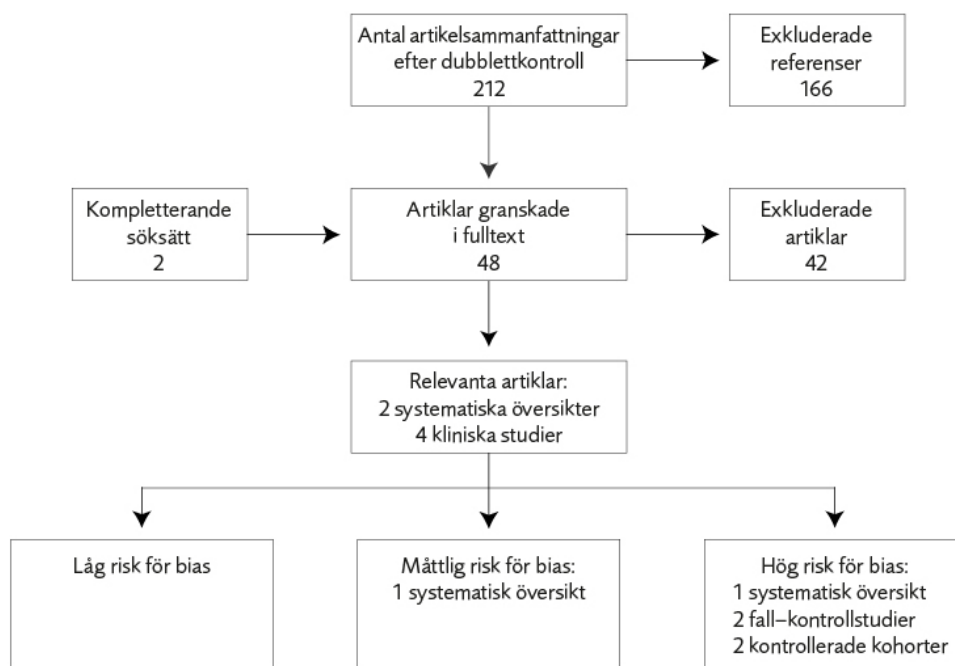 Antal artikelsammanfattningar
efter dubblettkontroll
212
Exkluderade
referenser
166
Kompletterande
söksätt
2
Artiklar granskade
i fulltext
48
Exkluderade
artiklar
42
Relevanta artiklar:
2 systematiska översikter
4 kliniska studier
Låg risk för bias
Måttlig risk för bias:
1 systematisk översikt
Hög risk för bias:
1 systematisk översikt
2 fall–kontrollstudier
2 kontrollerade kohorter